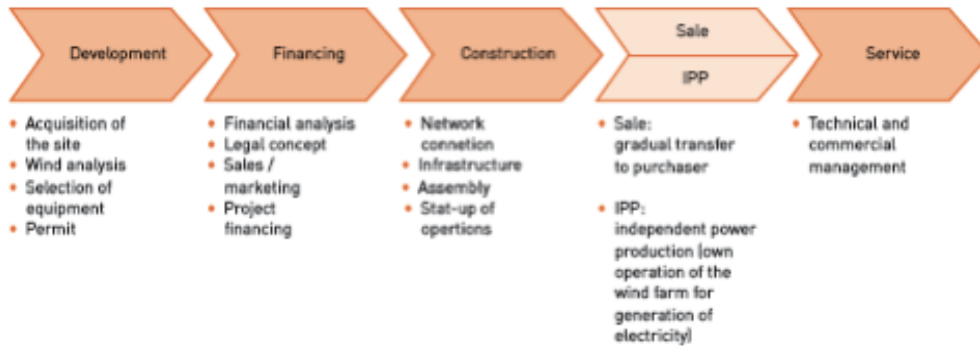 Development
Financing
Construction
Sale
IPP
Service
• Acquisition of
the site
• Wind analysis
• Selection of
equipment
• Permit
• Financial analysis
• Legal concept
• Sales /
marketing
• Project
financing
• Network
connetion
• Infrastructure
• Assembly
• Stat-up of
opertions
• Sale:
gradual transfer
to purchaser
• IPP:
independent power
production (own
operation of the
wind farm for
generation of
electricity)
• Technical and
commercial
management